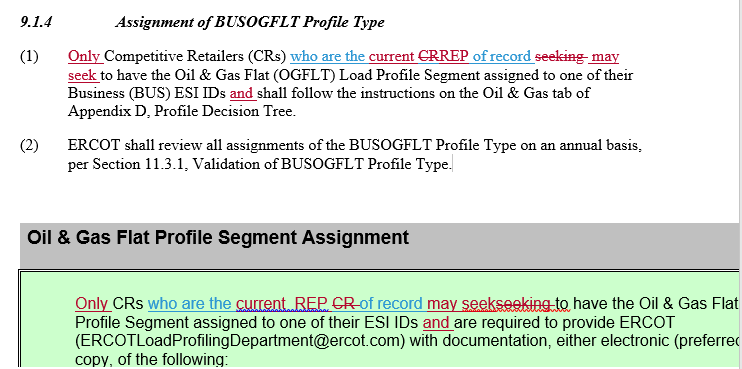 9.1.4 Assignment of BUSOGFLT Profile Type
(1) Only Competitive Retailers (CRs) who are the current CRREP of record seeking may
seek to have the Oil & Gas Flat (OGFLT) Load Profile Segment assigned to one of their
Business (BUS) ESI IDs and shall follow the instructions on the Oil & Gas tab of
Appendix D, Profile Decision Tree.
(2) ERCOT shall review all assignments of the BUSOGFLT Profile Type on an annual basis,
per Section 11.3.1, Validation of BUSOGFLT Profile Type.
Oil & Gas Flat Profile Segment Assignment
Only CRs who are the current REP CR of record may seekseeking to have the Oil & Gas Flat
Profile Segment assigned to one of their ESI IDs and are required to provide ERCOT
(ERCOTLoadProfilingDepartment@ercot.com) with documentation, either electronic (preferred
copy, of the following: